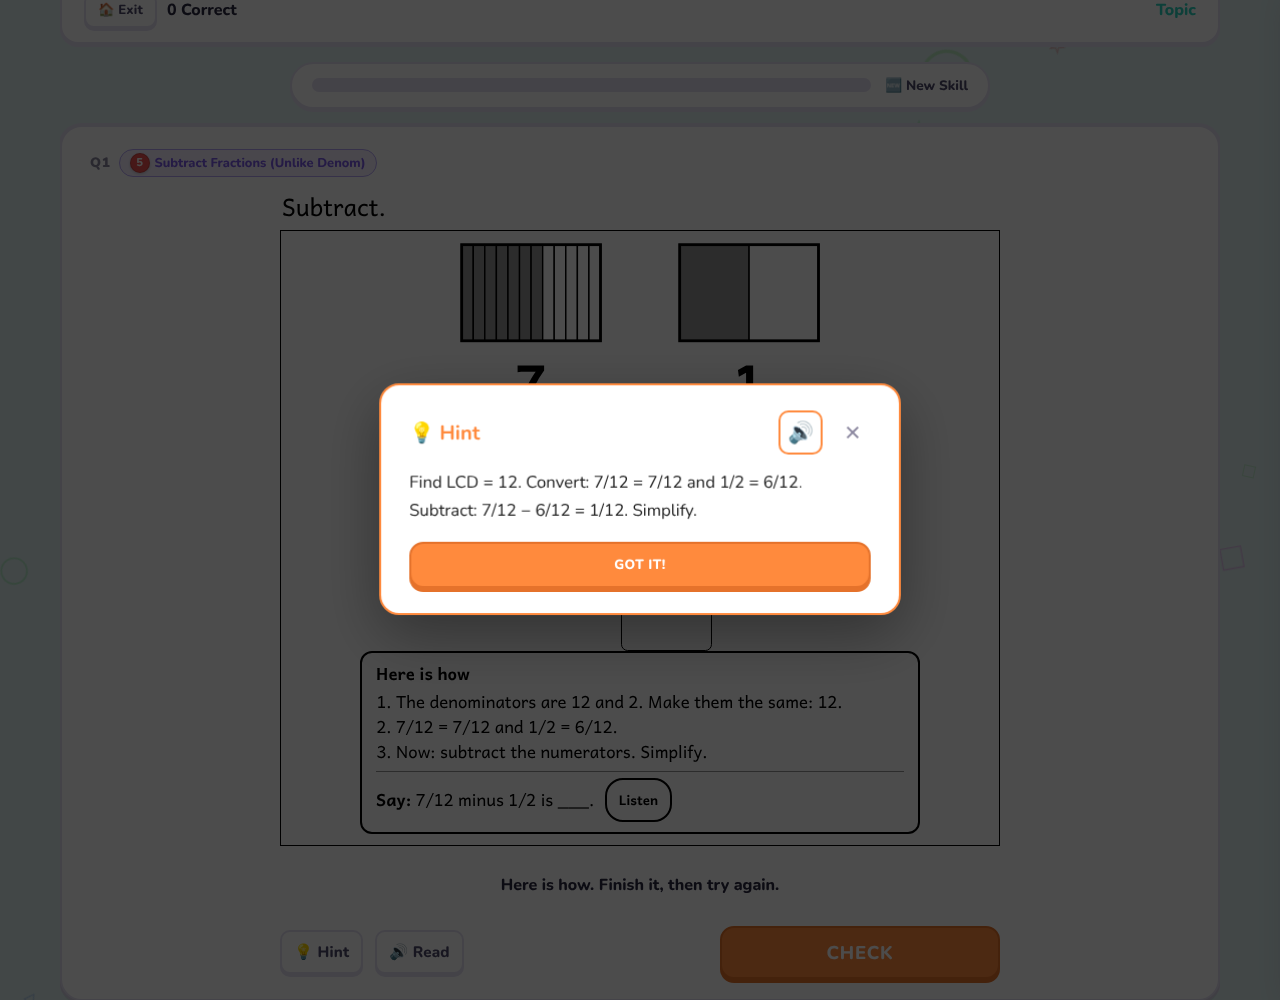 🏠 Exit 0 Correct Topic
🆕 New Skill
Q1 5 Subtract Fractions (Unlike Denom)
Subtract.
7 1
💡 Hint 🔊 ✕
Find LCD = 12. Convert: 7/12 = 7/12 and 1/2 = 6/12.
Subtract: 7/12 − 6/12 = 1/12. Simplify.
GOT IT!
Here is how
1. The denominators are 12 and 2. Make them the same: 12.
2. 7/12 = 7/12 and 1/2 = 6/12.
3. Now: subtract the numerators. Simplify.
Say: 7/12 minus 1/2 is ____. Listen
Here is how. Finish it, then try again.
💡 Hint 🔊 Read CHECK